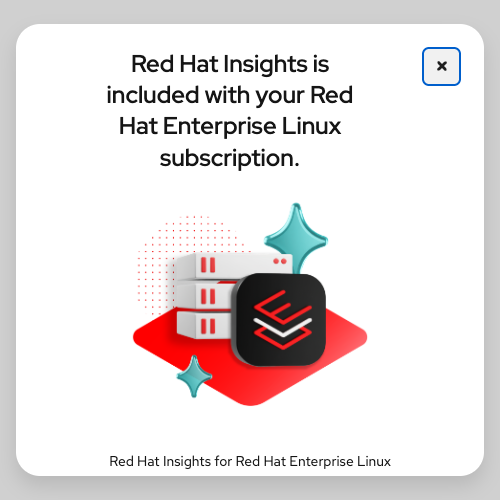 Red Hat Insights is
included with your Red
Hat Enterprise Linux
subscription.
Red Hat Insights for Red Hat Enterprise Linux